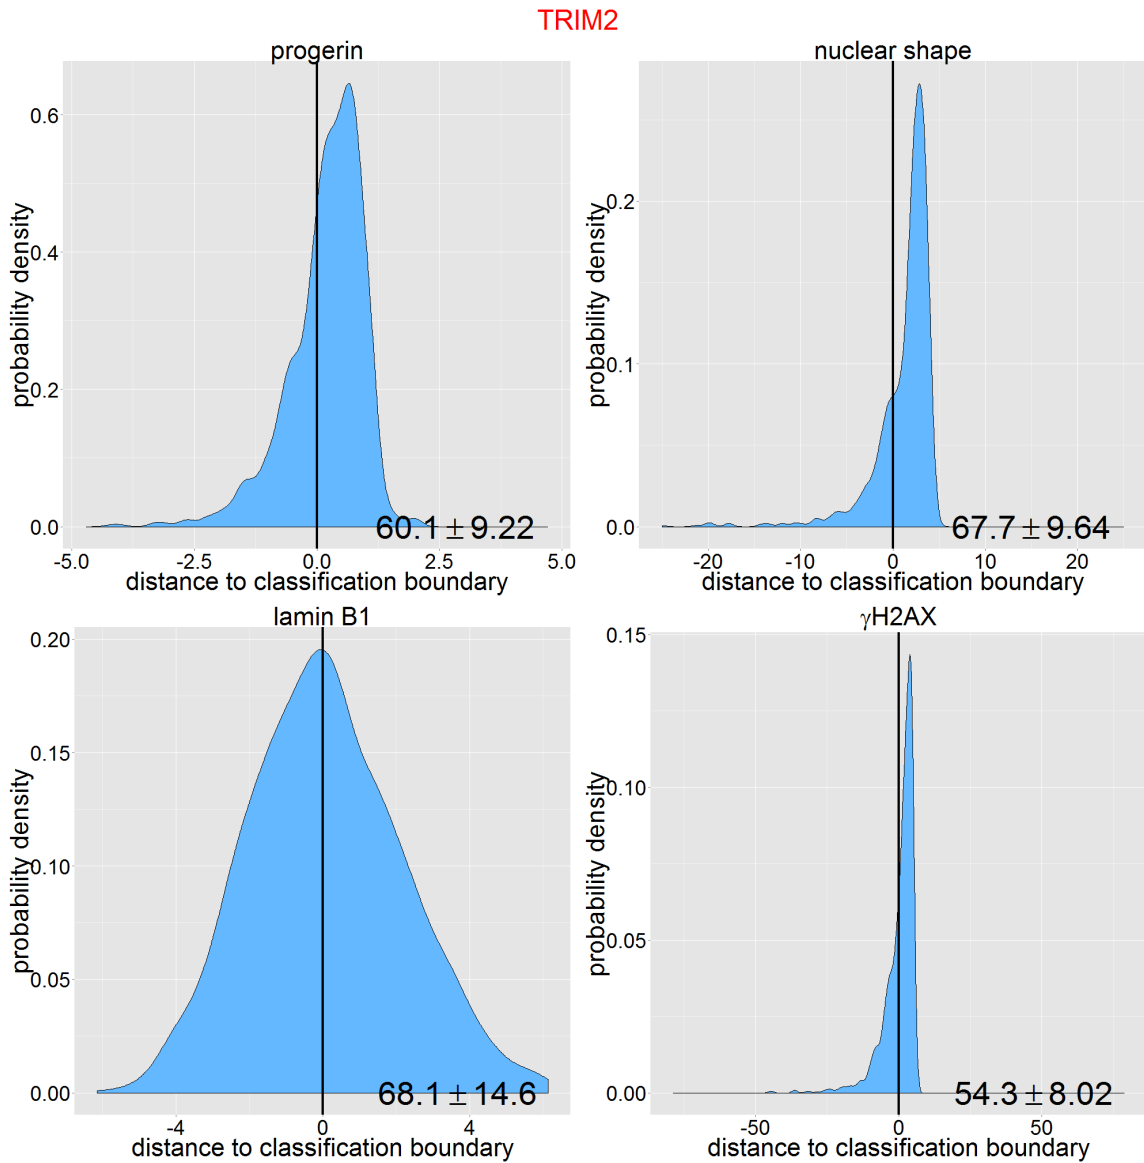 TRIM2
progerin
probability density
0.6
0.4
0.2
0.0
60.1 ± 9.22
-5.0 -2.5 0.0 2.5 5.0
distance to classification boundary
nuclear shape
probability density
0.2
0.1
0.0
67.7 ± 9.64
-20 -10 0 10 20
distance to classification boundary
lamin B1
probability density
0.20
0.15
0.10
0.05
0.00
68.1 ± 14.6
-4 0 4
distance to classification boundary
γH2AX
probability density
0.15
0.10
0.05
0.00
54.3 ± 8.02
-50 0 50
distance to classification boundary